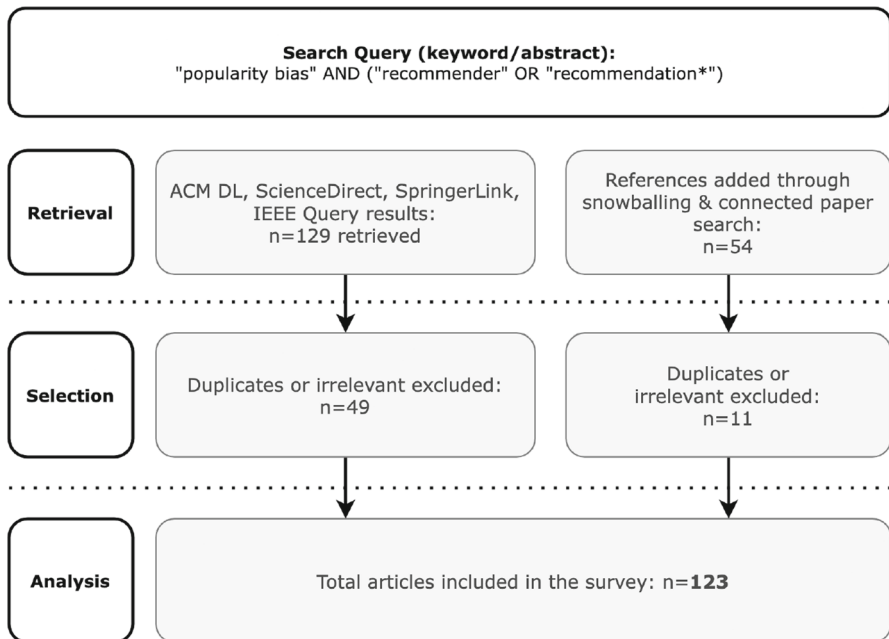 Search Query (keyword/abstract):
"popularity bias" AND ("recommender" OR "recommendation*")
Retrieval
ACM DL, ScienceDirect, SpringerLink,
IEEE Query results:
n=129 retrieved
References added through
snowballing & connected paper
search:
n=54
Selection
Duplicates or irrelevant excluded:
n=49
Duplicates or
irrelevant excluded:
n=11
Analysis
Total articles included in the survey: n=123